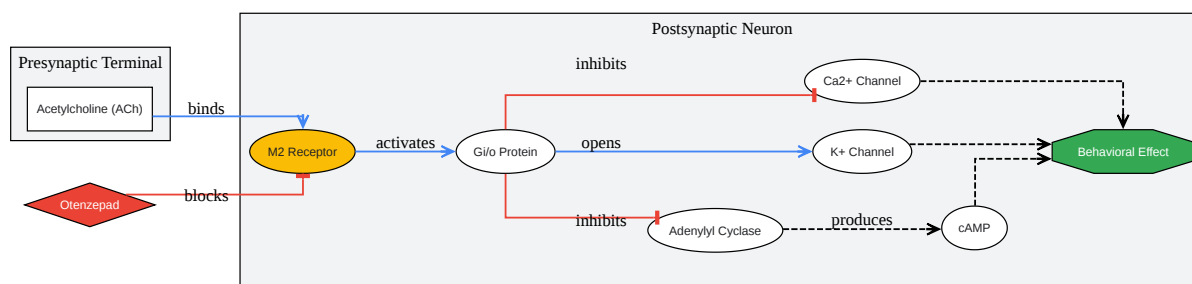 Postsynaptic Neuron
Presynaptic Terminal
Acetylcholine (ACh)
binds
inhibits
Ca2+ Channel
M2 Receptor
activates
Gi/o Protein
opens
K+ Channel
Behavioral Effect
Otenzepad
blocks
inhibits
Adenylyl Cyclase
produces
cAMP